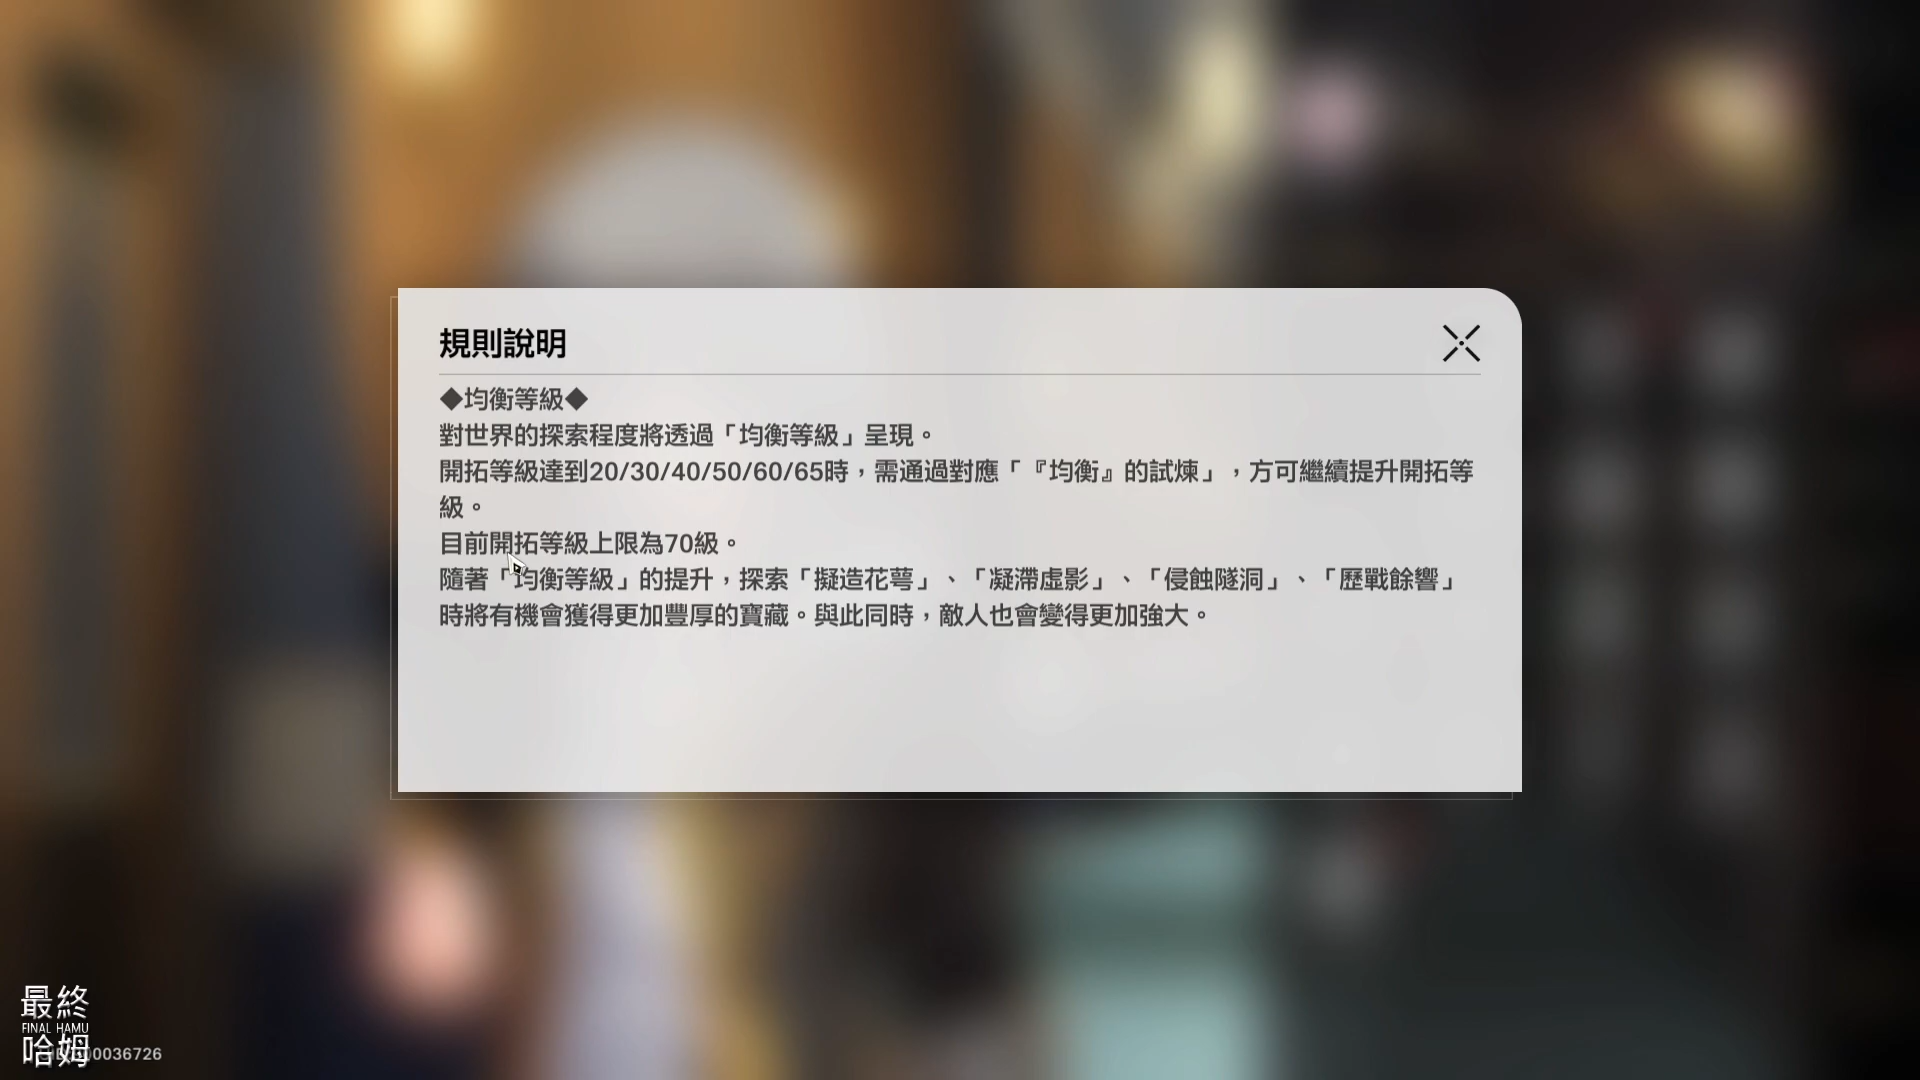 規則說明
◆均衡等級◆
對世界的探索程度將透過「均衡等級」呈現。
開拓等級達到20/30/40/50/60/65時，需通過對應「『均衡』的試煉」，方可繼續提升開拓等
級。
目前開拓等級上限為70級。
隨著「均衡等級」的提升，探索「擬造花萼」、「凝滯虛影」、「侵蝕隧洞」、「歷戰餘響」
時將有機會獲得更加豐厚的寶藏。與此同時，敵人也會變得更加強大。
最終
FINAL HAMU
哈姆
00036726